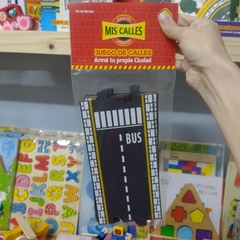 MIS CALLES
JUEGO DE CALLES
Armá tu propia Ciudad
BUS